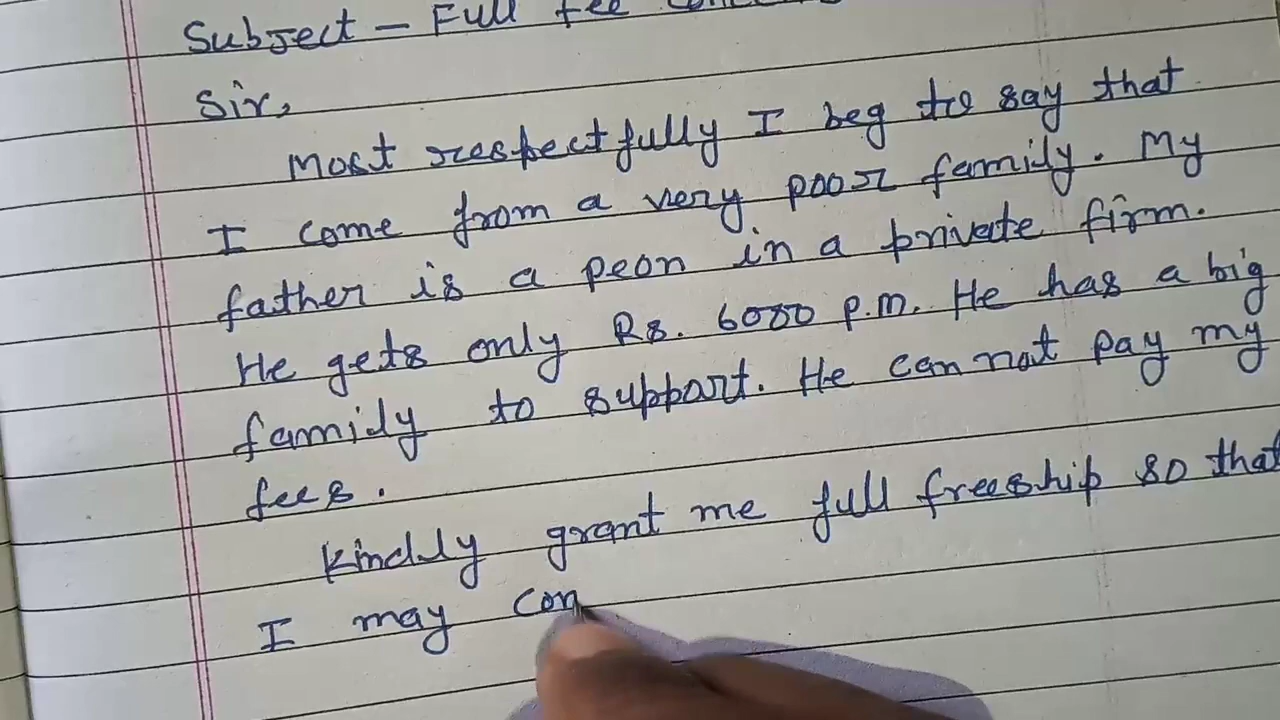 Subject - Full fee
Sir,
Most respectfully I beg to say that
I come from a very poor family. My
father is a peon in a private firm.
He gets only Rs. 6000 p.m. He has a big
family to support. He can not pay my
fees.
Kindly grant me full freeship so that
I may con